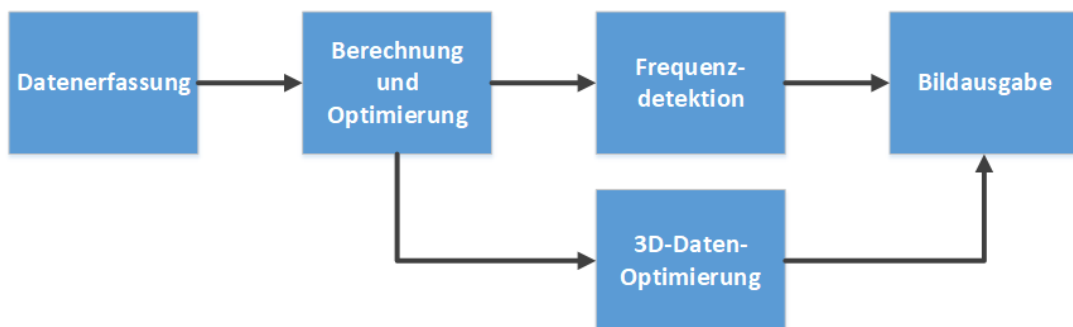 Datenerfassung
Berechnung
und
Optimierung
Frequenz-
detektion
Bildausgabe
3D-Daten-
Optimierung